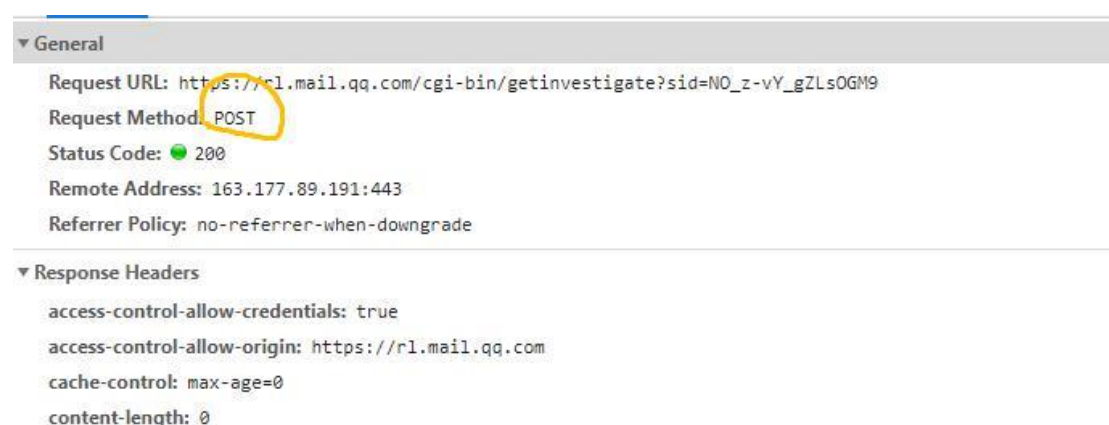 General
Request URL: https://rl.mail.qq.com/cgi-bin/getinvestigate?sid=NO_z-vY_gZLsOGM9
Request Method: POST
Status Code: 200
Remote Address: 163.177.89.191:443
Referrer Policy: no-referrer-when-downgrade
Response Headers
access-control-allow-credentials: true
access-control-allow-origin: https://rl.mail.qq.com
cache-control: max-age=0
content-length: 0